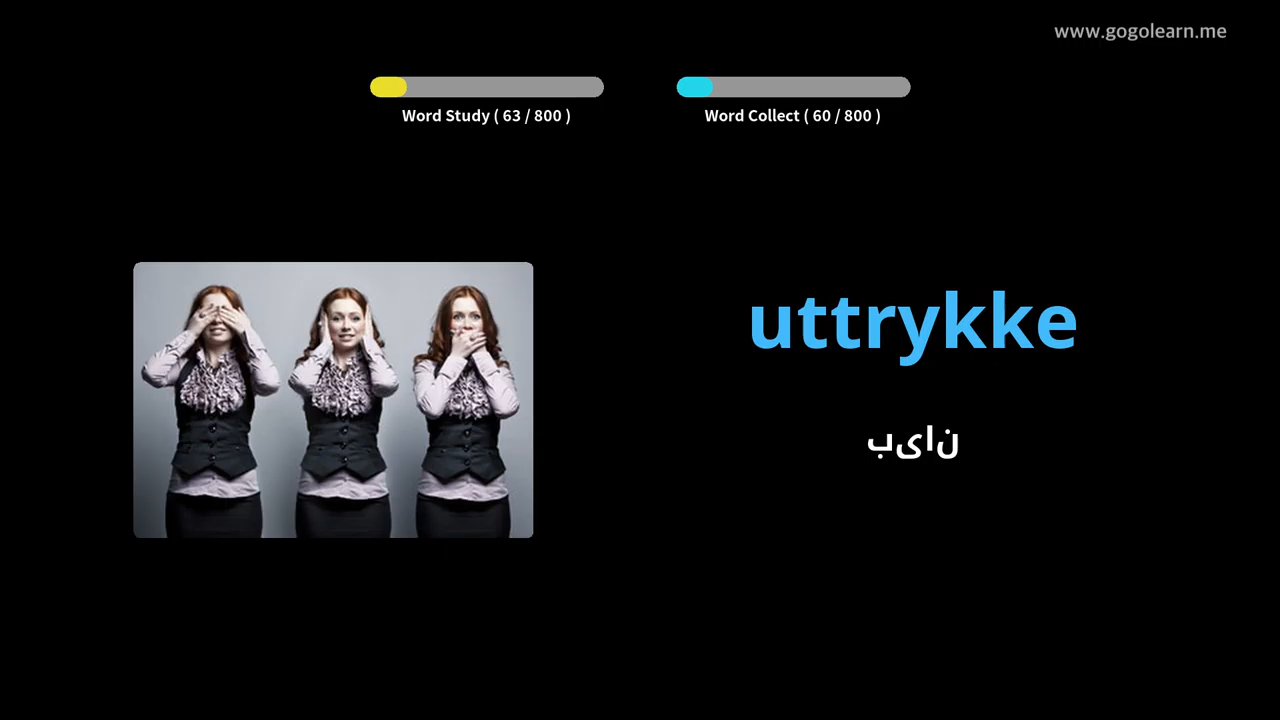 www.gogolearn.me
Word Study ( 63 / 800 )
Word Collect ( 60 / 800 )
uttrykke
بیان